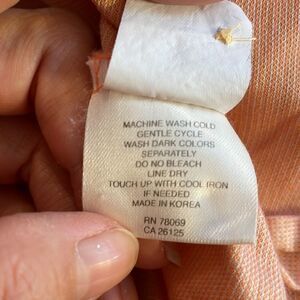 MACHINE WASH COLD
GENTLE CYCLE
WASH DARK COLORS
SEPARATELY
DO NO BLEACH
LINE DRY
TOUCH UP WITH COOL IRON
IF NEEDED
MADE IN KOREA
RN 78069
CA 26125